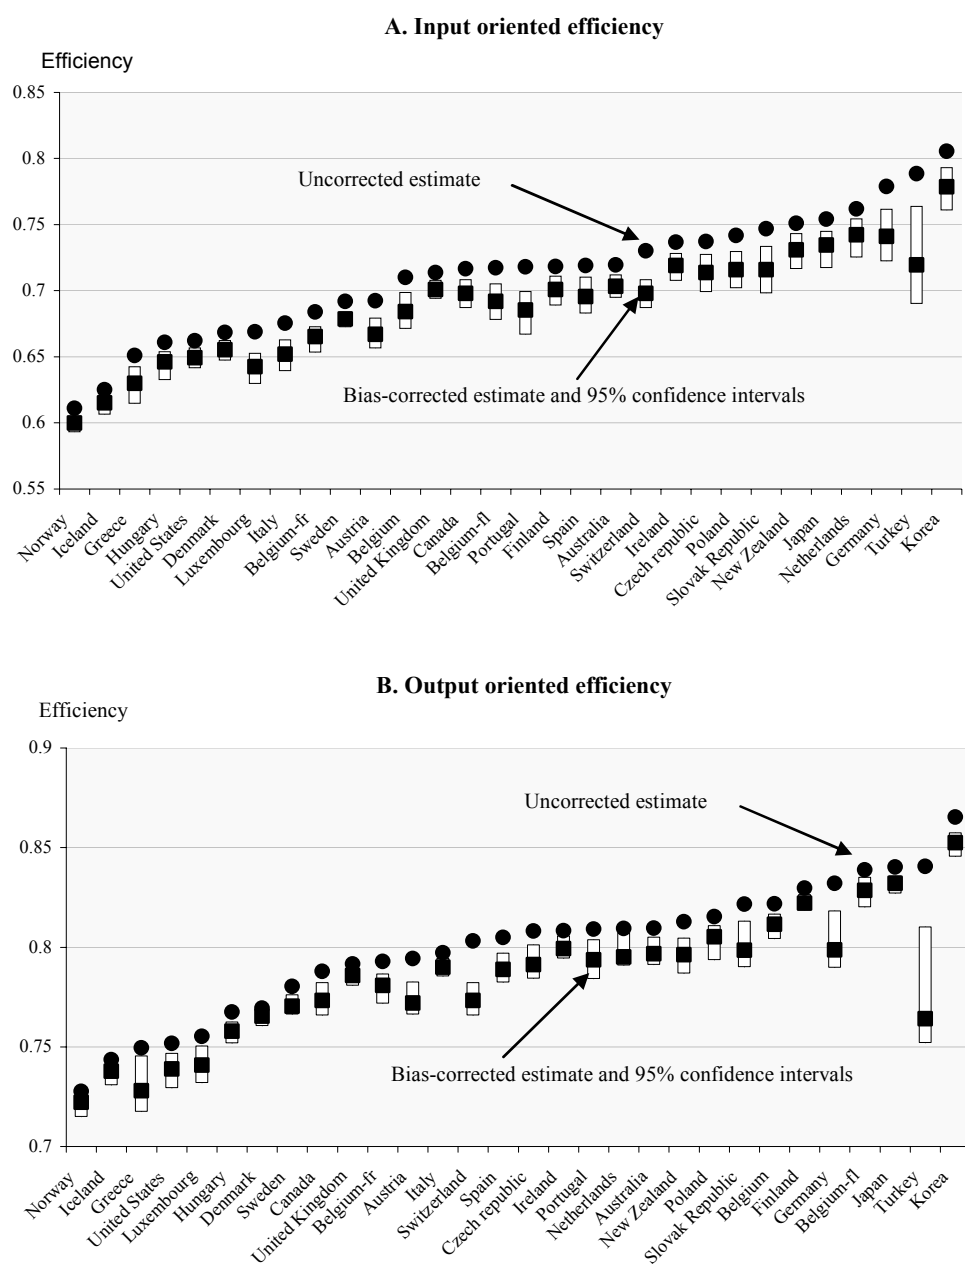 A. Input oriented efficiency
Efficiency
0.85
0.8
Uncorrected estimate
0.75
0.7
0.65
Bias-corrected estimate and 95% confidence intervals
0.6
0.55
Norway
Iceland
Greece
Hungary
United States
Denmark
Luxembourg
Italy
Belgium-fr
Sweden
Austria
Belgium
United Kingdom
Canada
Belgium-fl
Portugal
Finland
Spain
Australia
Switzerland
Ireland
Czech republic
Poland
Slovak Republic
New Zealand
Japan
Netherlands
Germany
Turkey
Korea
B. Output oriented efficiency
Efficiency
0.9
Uncorrected estimate
0.85
0.8
0.75
Bias-corrected estimate and 95% confidence intervals
0.7
Norway
Iceland
Greece
United States
Luxembourg
Hungary
Denmark
Sweden
Canada
United Kingdom
Belgium-fr
Austria
Italy
Switzerland
Spain
Czech republic
Ireland
Portugal
Netherlands
Australia
New Zealand
Poland
Slovak Republic
Belgium
Finland
Germany
Belgium-fl
Japan
Turkey
Korea